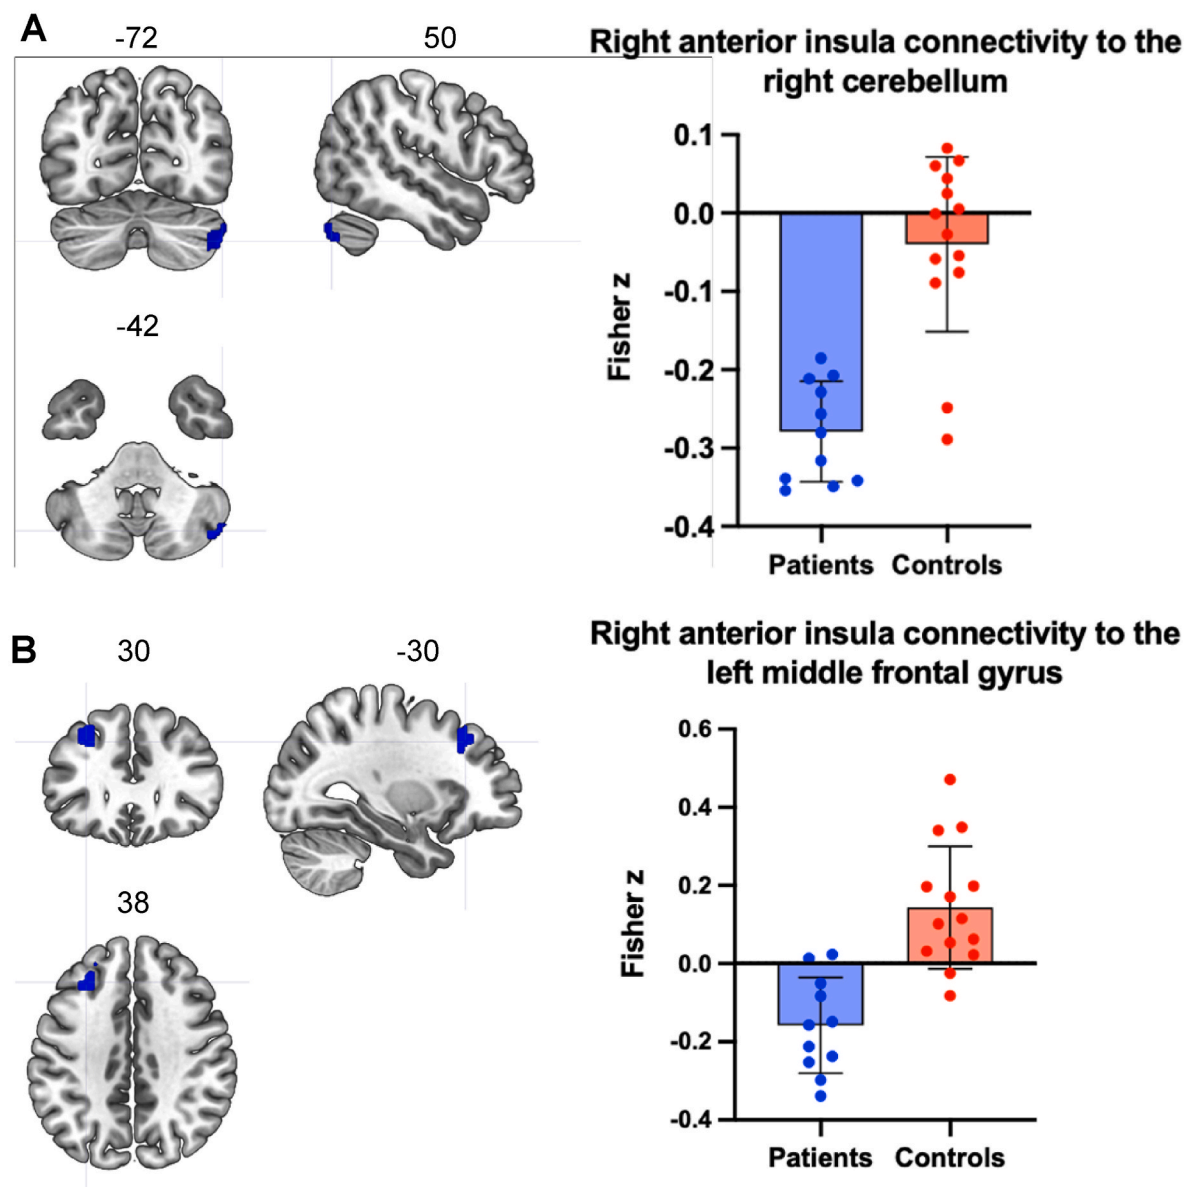 A
-72
50
-42
Right anterior insula connectivity to the
right cerebellum
0.1
0.0
-0.1
-0.2
-0.3
-0.4
Fisher z
Patients
Controls
B
30
-30
38
Right anterior insula connectivity to the
left middle frontal gyrus
0.6
0.4
0.2
0.0
-0.2
-0.4
Fisher z
Patients
Controls